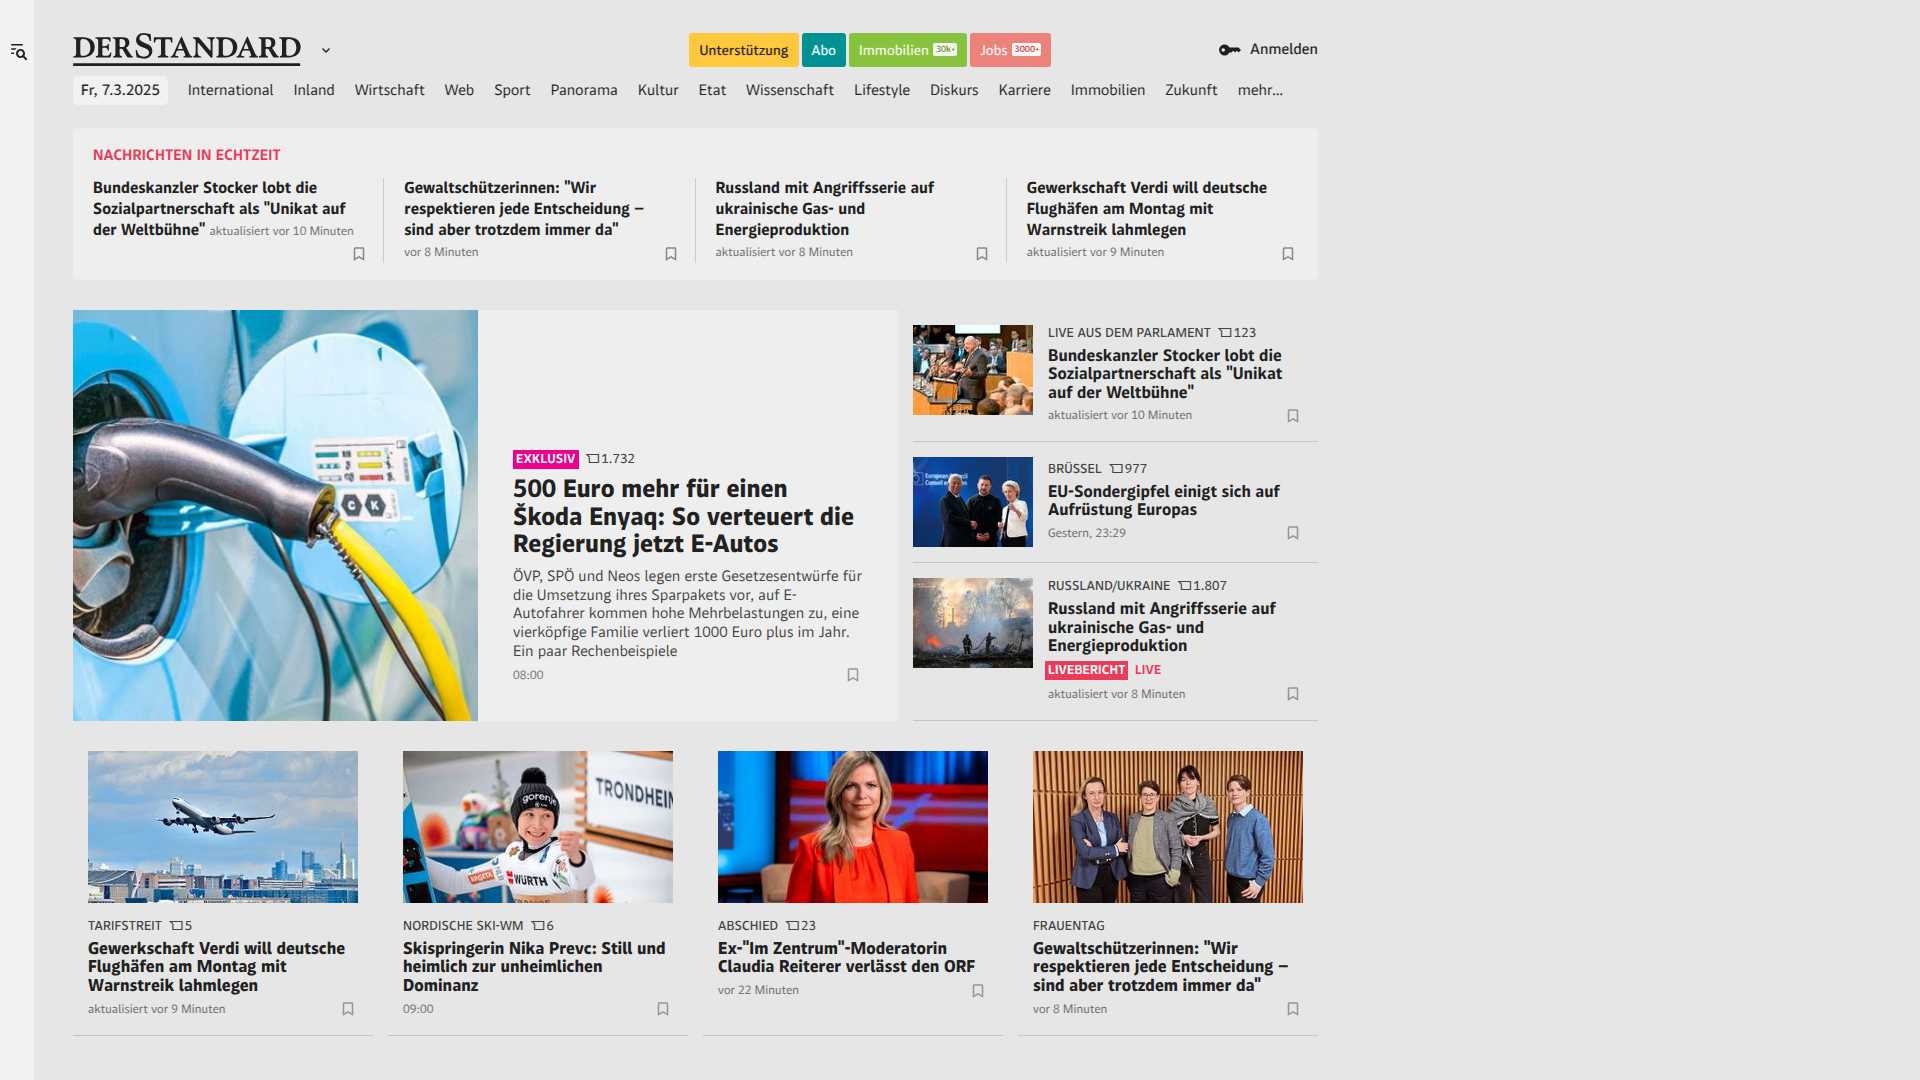 DERSTANDARD
Unterstützung
Abo
Immobilien 30k+
Jobs 3000+
Anmelden
Fr, 7.3.2025
International
Inland
Wirtschaft
Web
Sport
Panorama
Kultur
Etat
Wissenschaft
Lifestyle
Diskurs
Karriere
Immobilien
Zukunft
mehr...
NACHRICHTEN IN ECHTZEIT
Bundeskanzler Stocker lobt die
Sozialpartnerschaft als "Unikat auf
der Weltbühne" aktualisiert vor 10 Minuten
Gewaltschützerinnen: "Wir
respektieren jede Entscheidung –
sind aber trotzdem immer da"
vor 8 Minuten
Russland mit Angriffsserie auf
ukrainische Gas- und
Energieproduktion
aktualisiert vor 8 Minuten
Gewerkschaft Verdi will deutsche
Flughäfen am Montag mit
Warnstreik lahmlegen
aktualisiert vor 9 Minuten
C K
EXKLUSIV 1.732
500 Euro mehr für einen
Škoda Enyaq: So verteuert die
Regierung jetzt E-Autos
ÖVP, SPÖ und Neos legen erste Gesetzesentwürfe für
die Umsetzung ihres Sparpakets vor, auf E-
Autofahrer kommen hohe Mehrbelastungen zu, eine
vierköpfige Familie verliert 1000 Euro plus im Jahr.
Ein paar Rechenbeispiele
08:00
LIVE AUS DEM PARLAMENT 123
Bundeskanzler Stocker lobt die
Sozialpartnerschaft als "Unikat
auf der Weltbühne"
aktualisiert vor 10 Minuten
BRÜSSEL 977
EU-Sondergipfel einigt sich auf
Aufrüstung Europas
Gestern, 23:29
RUSSLAND/UKRAINE 1.807
Russland mit Angriffsserie auf
ukrainische Gas- und
Energieproduktion
LIVEBERICHT LIVE
aktualisiert vor 8 Minuten
TARIFSTREIT 5
Gewerkschaft Verdi will deutsche
Flughäfen am Montag mit
Warnstreik lahmlegen
aktualisiert vor 9 Minuten
TRONDHEIM
gorenje
WÜRTH
NORDISCHE SKI-WM 6
Skispringerin Nika Prevc: Still und
heimlich zur unheimlichen
Dominanz
09:00
ABSCHIED 23
Ex-"Im Zentrum"-Moderatorin
Claudia Reiterer verlässt den ORF
vor 22 Minuten
FRAUENTAG
Gewaltschützerinnen: "Wir
respektieren jede Entscheidung –
sind aber trotzdem immer da"
vor 8 Minuten